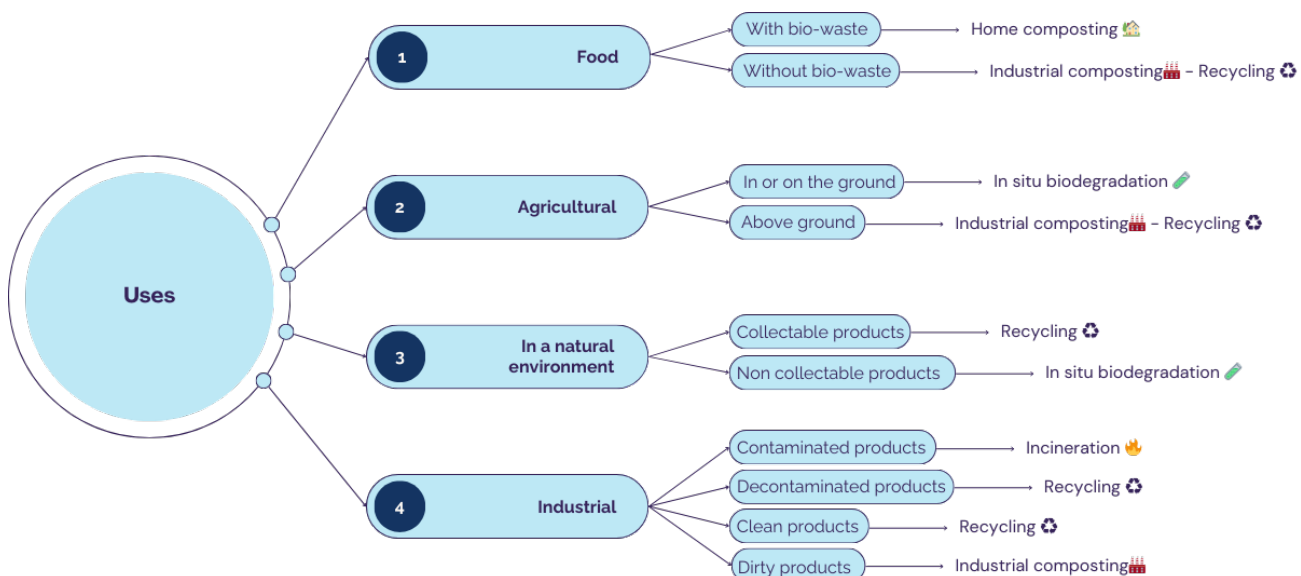 Uses
1
Food
With bio-waste
Home composting
Without bio-waste
Industrial composting - Recycling
2
Agricultural
In or on the ground
In situ biodegradation
Above ground
Industrial composting - Recycling
3
In a natural
environment
Collectable products
Recycling
Non collectable products
In situ biodegradation
4
Industrial
Contaminated products
Incineration
Decontaminated products
Recycling
Clean products
Recycling
Dirty products
Industrial composting